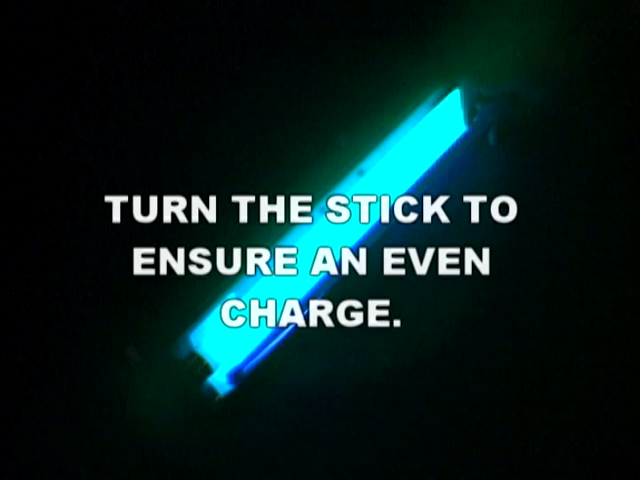 TURN THE STICK TO
ENSURE AN EVEN
CHARGE.